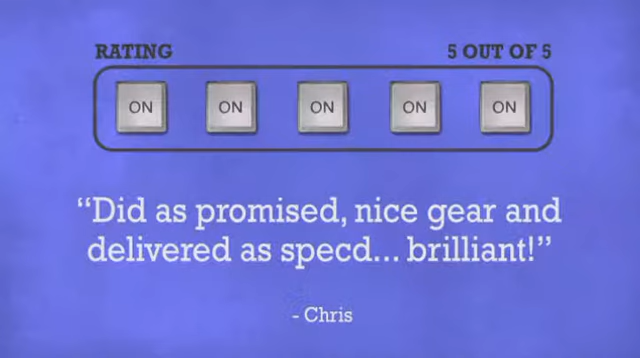 RATING 5 OUT OF 5
ON ON ON ON ON
“Did as promised, nice gear and
delivered as specd... brilliant!”
- Chris